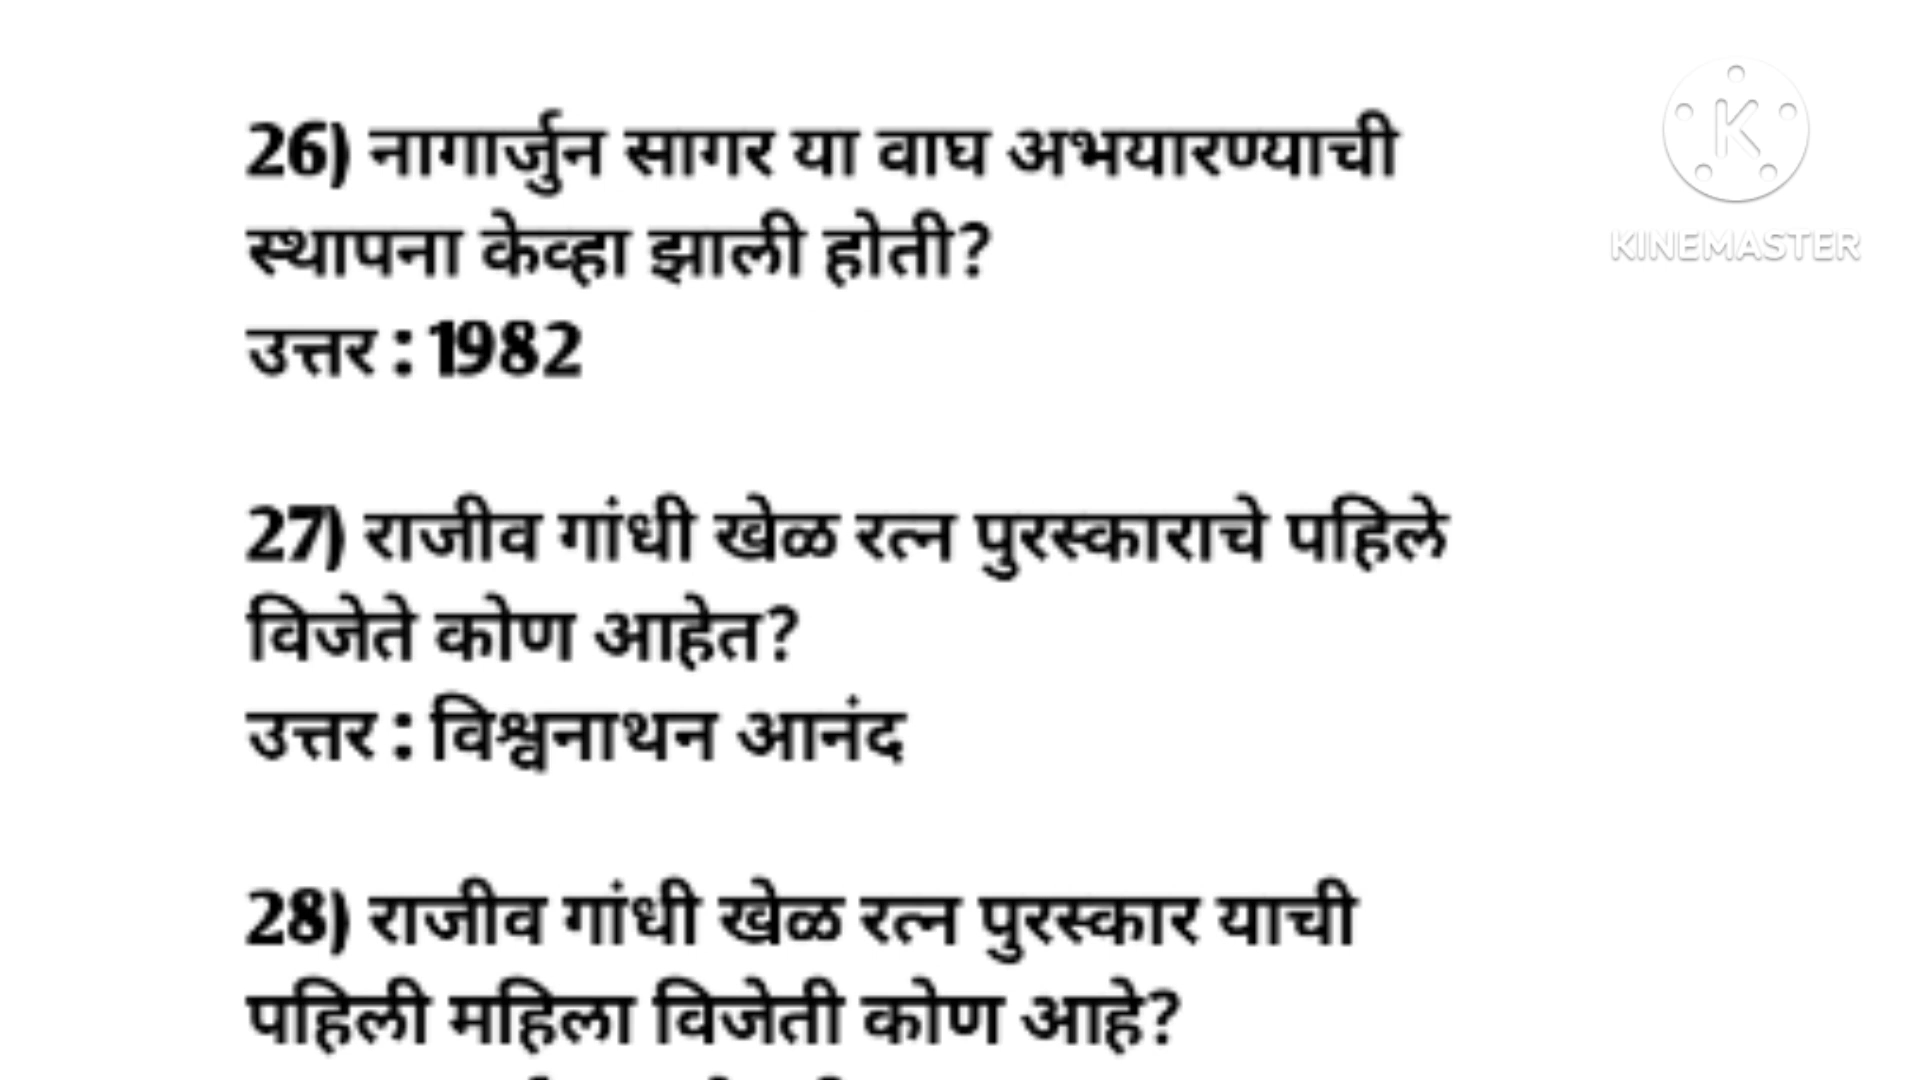 26) नागार्जुन सागर या वाघ अभयारण्याची
स्थापना केव्हा झाली होती?
उत्तर : 1982
27) राजीव गांधी खेळ रत्न पुरस्काराचे पहिले
विजेते कोण आहेत?
उत्तर : विश्वनाथन आनंद
28) राजीव गांधी खेळ रत्न पुरस्कार याची
पहिली महिला विजेती कोण आहे?
K
KINEMASTER